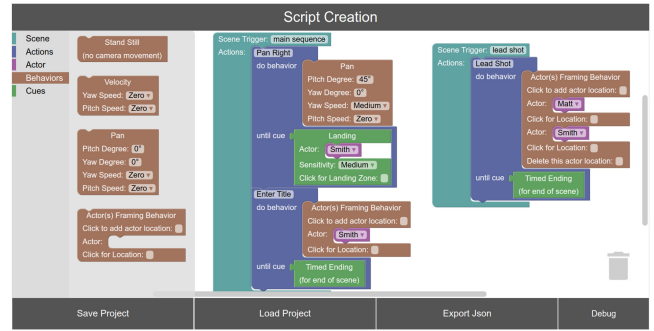 Script Creation
Scene
Actions
Actor
Behaviors
Cues
Stand Still
(no camera movement)
Velocity
Yaw Speed: Zero
Pitch Speed: Zero
Pan
Pitch Degree: 0°
Yaw Degree: 0°
Yaw Speed: Zero
Pitch Speed: Zero
Actor(s) Framing Behavior
Click to add actor location:
Actor:
Click for Location:
Scene Trigger: main sequence
Actions: Pan Right
do behavior
Pan
Pitch Degree: 45°
Yaw Degree: 0°
Yaw Speed: Medium
Pitch Speed: Zero
until cue
Landing
Actor: Smith
Sensitivity: Medium
Click for Landing Zone:
Enter Title
do behavior
Actor(s) Framing Behavior
Click to add actor location:
Actor: Smith
Click for Location:
until cue
Timed Ending
(for end of scene)
Scene Trigger: lead shot
Actions: Lead Shot
do behavior
Actor(s) Framing Behavior
Click to add actor location:
Actor: Matt
Click for Location:
Actor: Smith
Click for Location:
Delete this actor location:
until cue
Timed Ending
(for end of scene)
Save Project
Load Project
Export Json
Debug